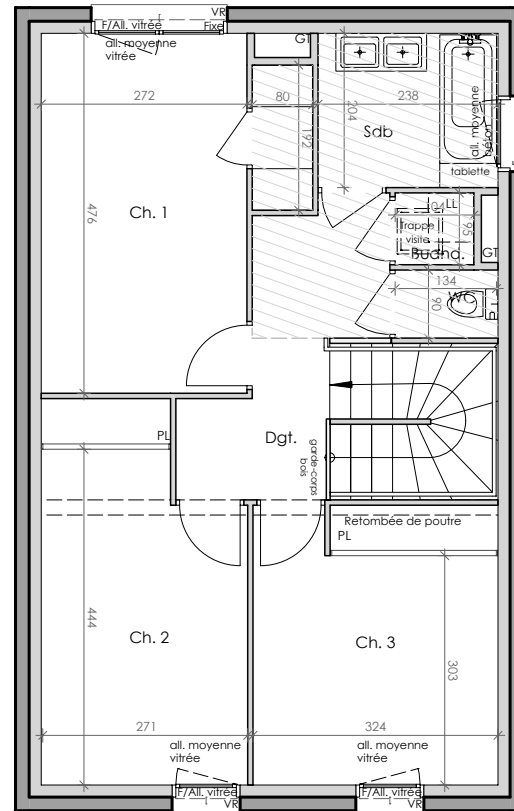 VR
F/All. vitrée
Fixe
all. moyenne
vitrée
GT
272
80
238
204
192
Sdb
all. moyenne
béton
tablette
476
Ch. 1
LL
104
95
Trappe
visite
Buand.
GT
134
WC
90
PL
Dgt.
garde-corps
bois
Retombée de poutre
PL
444
Ch. 2
Ch. 3
303
271
324
all. moyenne
vitrée
all. moyenne
vitrée
F/All. vitrée
F/All. vitrée
VR
VR